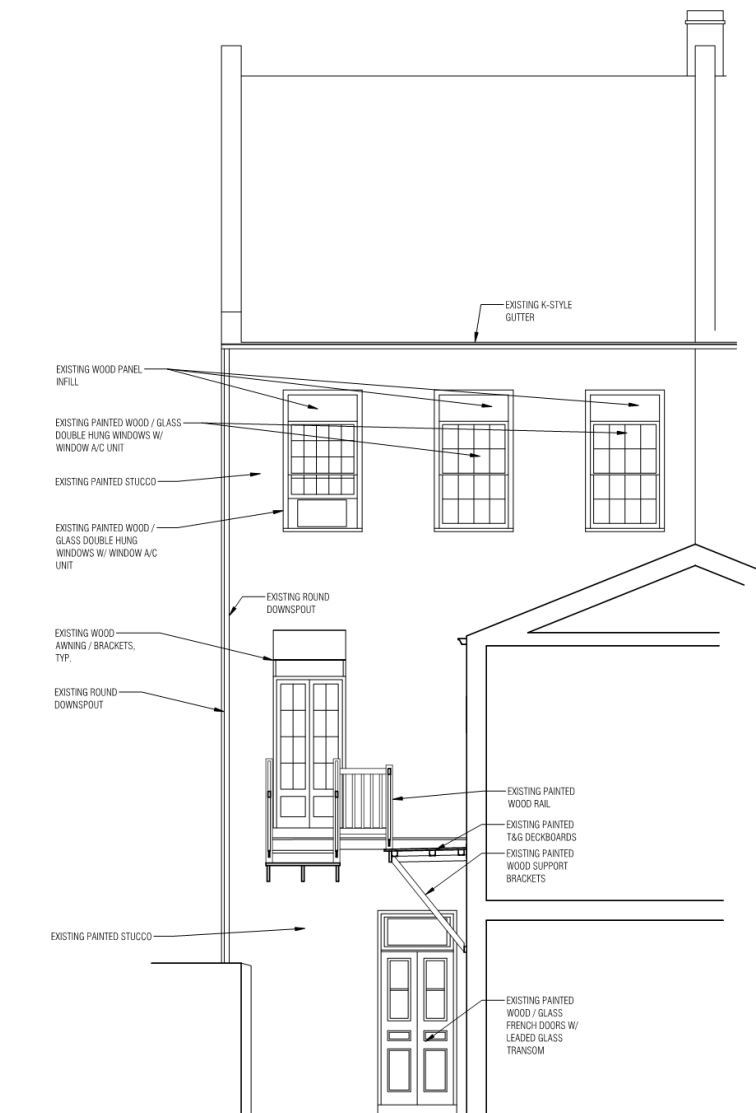 EXISTING K-STYLE
GUTTER
EXISTING WOOD PANEL
INFILL
EXISTING PAINTED WOOD / GLASS
DOUBLE HUNG WINDOWS W/
WINDOW A/C UNIT
EXISTING PAINTED STUCCO
EXISTING PAINTED WOOD /
GLASS DOUBLE HUNG
WINDOWS W/ WINDOW A/C
UNIT
EXISTING ROUND
DOWNSPOUT
EXISTING WOOD
AWNING / BRACKETS,
TYP.
EXISTING ROUND
DOWNSPOUT
EXISTING PAINTED
WOOD RAIL
EXISTING PAINTED
T&G DECKBOARDS
EXISTING PAINTED
WOOD SUPPORT
BRACKETS
EXISTING PAINTED STUCCO
EXISTING PAINTED
WOOD / GLASS
FRENCH DOORS W/
LEADED GLASS
TRANSOM